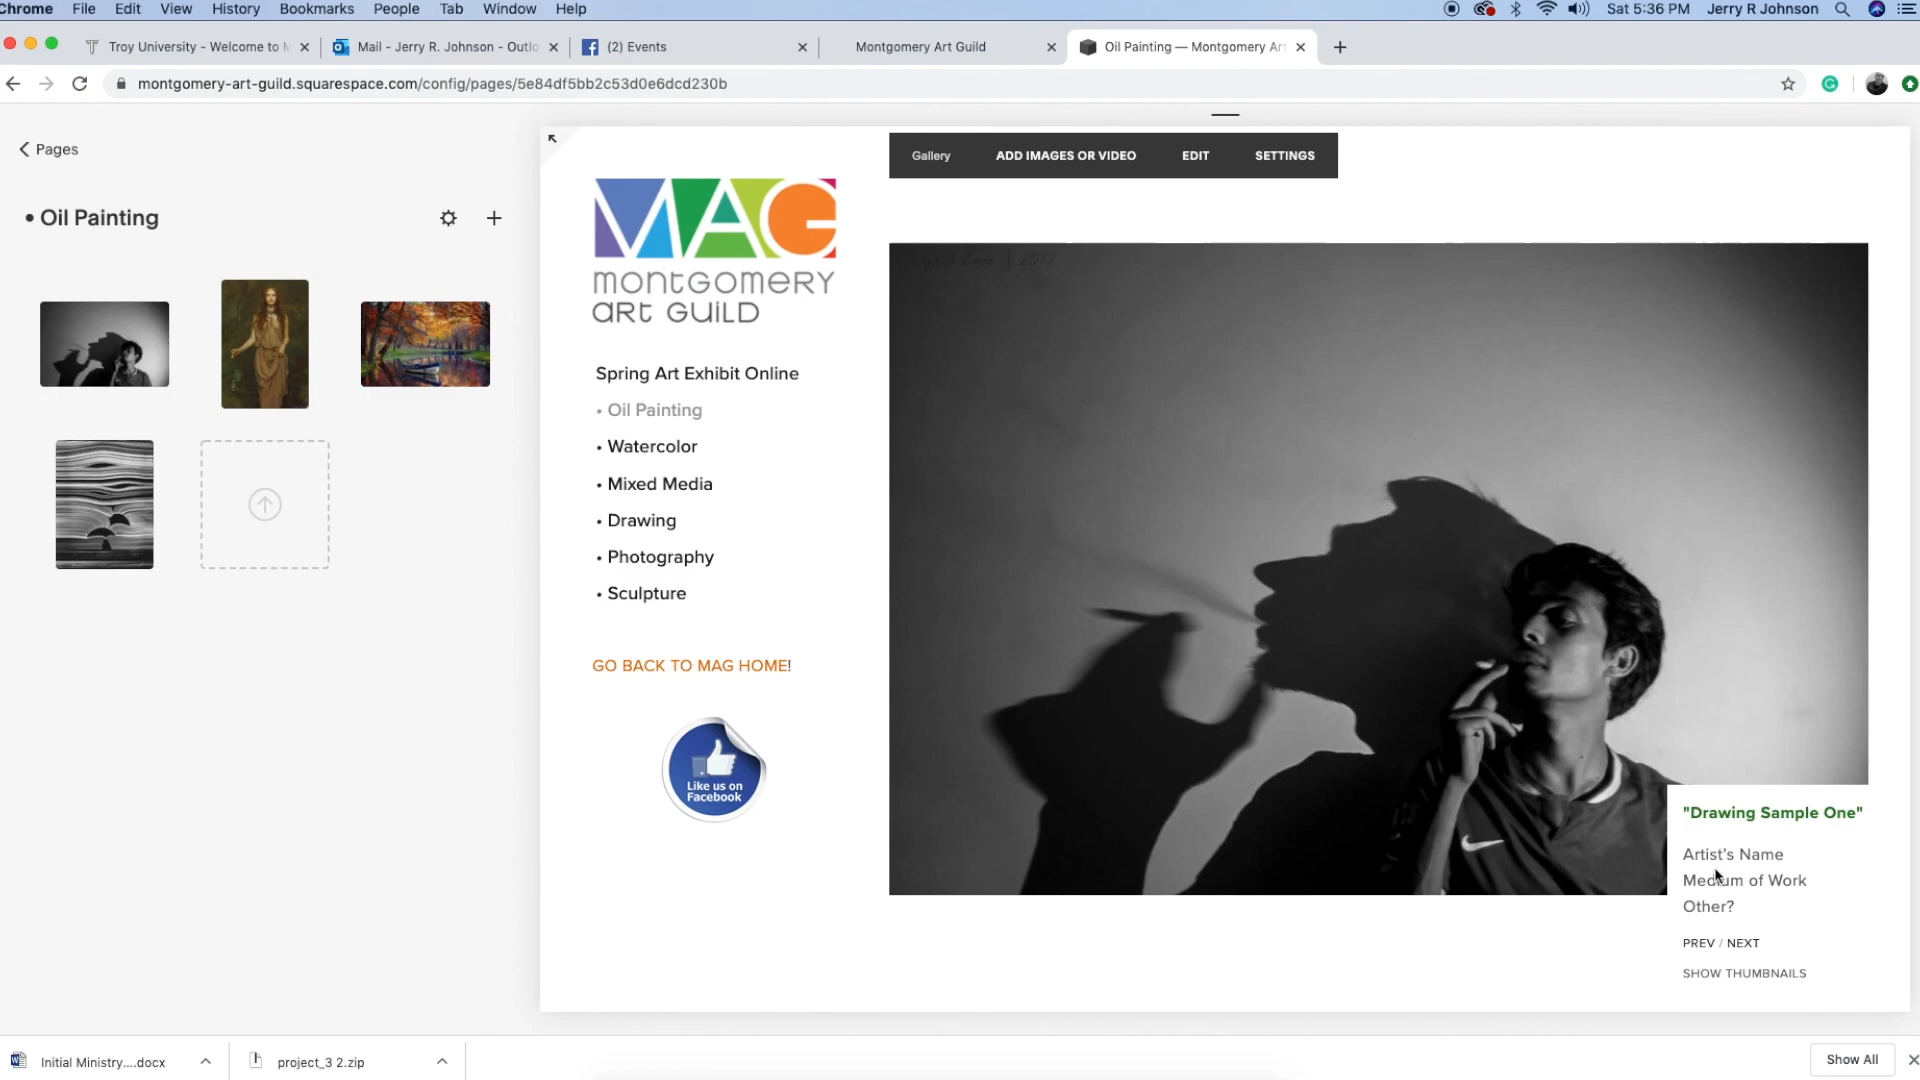 Chrome File Edit View History Bookmarks People Tab Window Help Sat 5:36 PM Jerry R Johnson
Troy University - Welcome to M Mail - Jerry R. Johnson - Outlo (2) Events Montgomery Art Guild Oil Painting — Montgomery Art
montgomery-art-guild.squarespace.com/config/pages/5e84df5bb2c53d0e6dcd230b
Pages
• Oil Painting
Gallery ADD IMAGES OR VIDEO EDIT SETTINGS
MAG
montgomery
art guild
Spring Art Exhibit Online
• Oil Painting
• Watercolor
• Mixed Media
• Drawing
• Photography
• Sculpture
GO BACK TO MAG HOME!
Like us on
Facebook
2017
"Drawing Sample One"
Artist's Name
Medium of Work
Other?
PREV / NEXT
SHOW THUMBNAILS
Initial Ministry....docx project_3 2.zip Show All